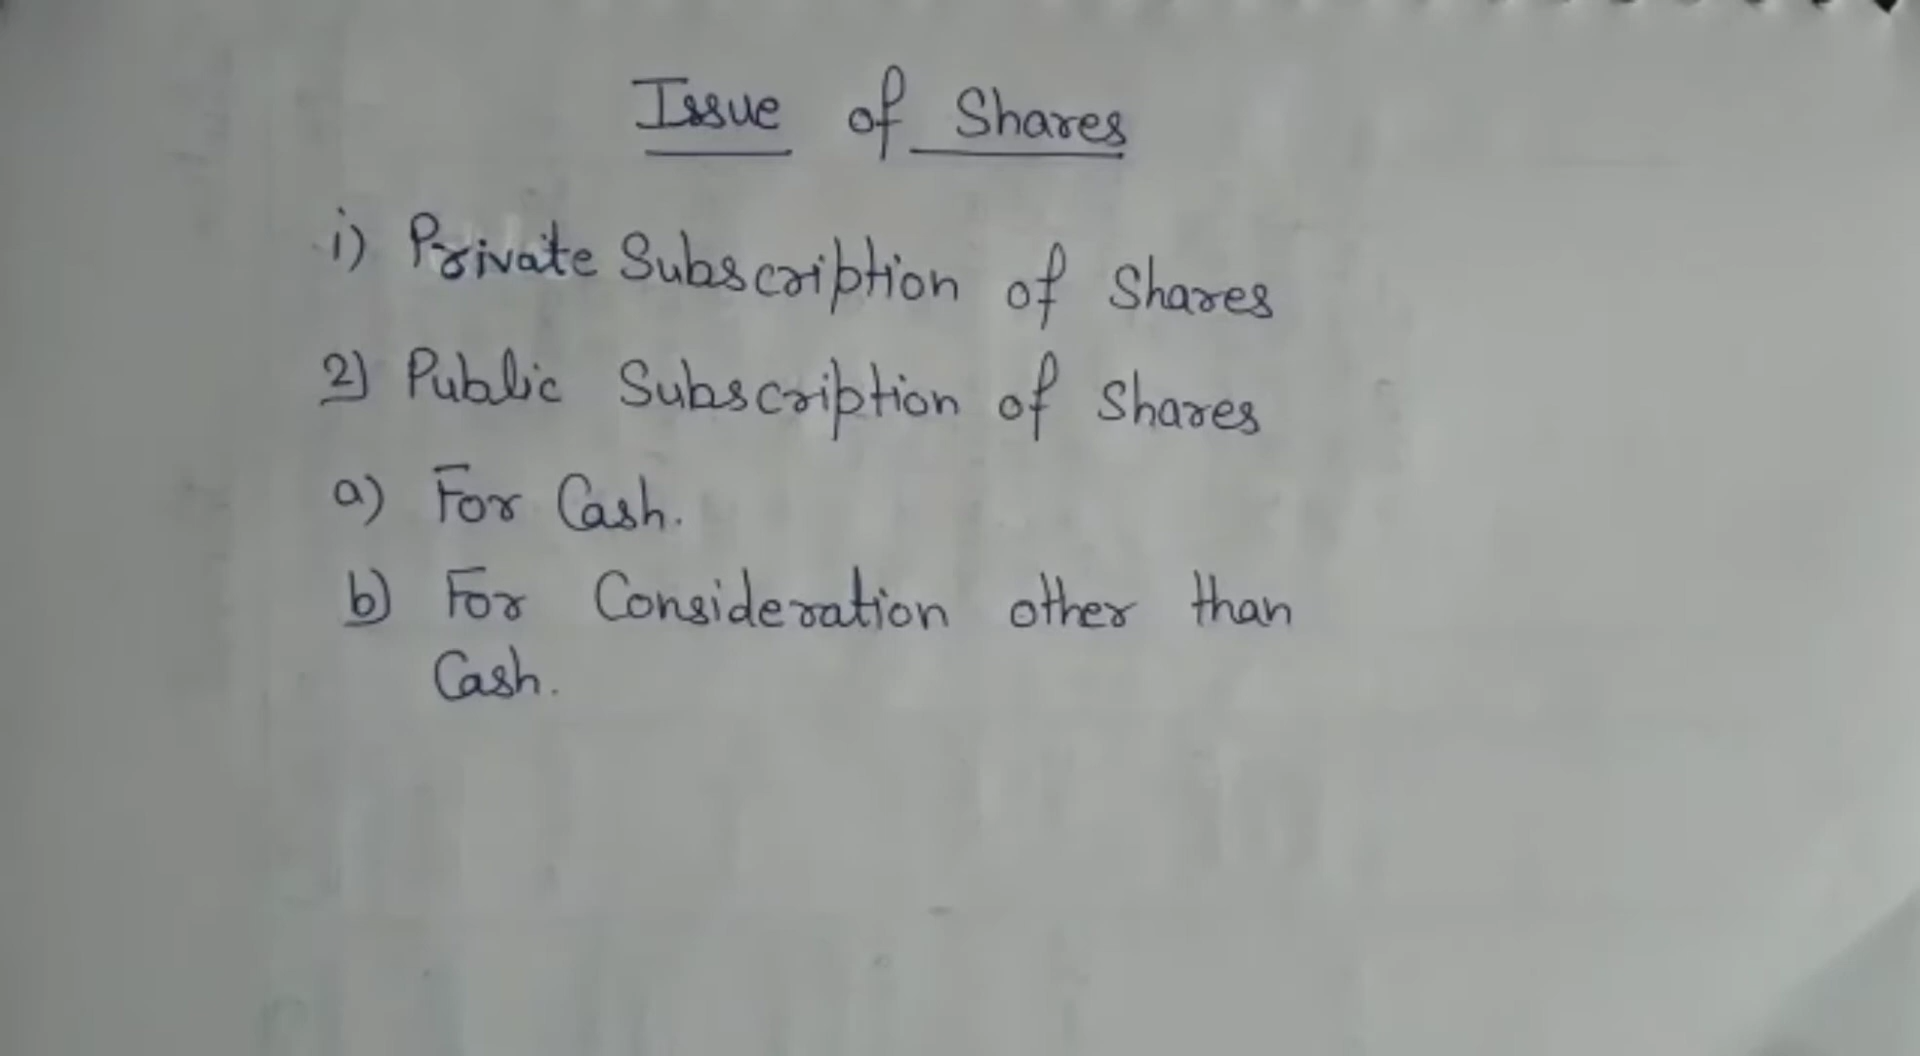 Issue of Shares
i) Private Subscription of Shares
2) Public Subscription of Shares
a) For Cash.
b) For Consideration other than
Cash.